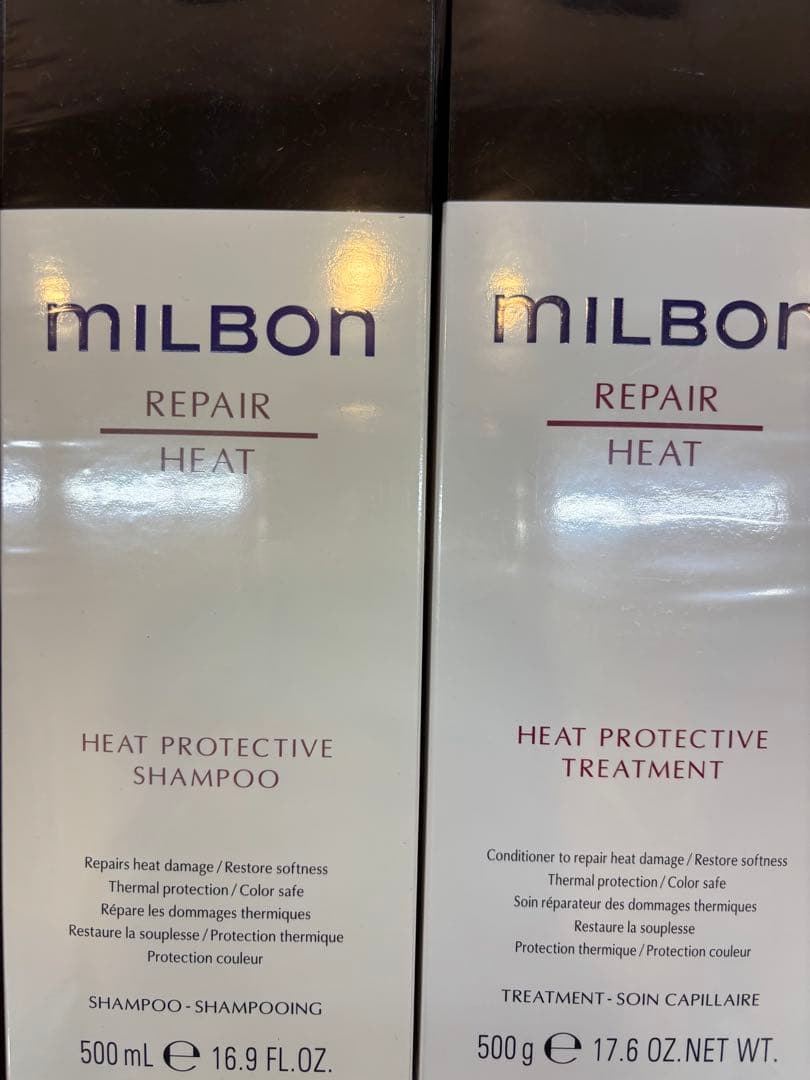 mILBOn
REPAIR
HEAT
HEAT PROTECTIVE
SHAMPOO
Repairs heat damage / Restore softness
Thermal protection / Color safe
Répare les dommages thermiques
Restaure la souplesse / Protection thermique
Protection couleur
SHAMPOO - SHAMPOOING
500 mL ℮ 16.9 FL.OZ.
mILBOn
REPAIR
HEAT
HEAT PROTECTIVE
TREATMENT
Conditioner to repair heat damage / Restore softness
Thermal protection / Color safe
Soin réparateur des dommages thermiques
Restaure la souplesse
Protection thermique / Protection couleur
TREATMENT - SOIN CAPILLAIRE
500 g ℮ 17.6 OZ.NET WT.